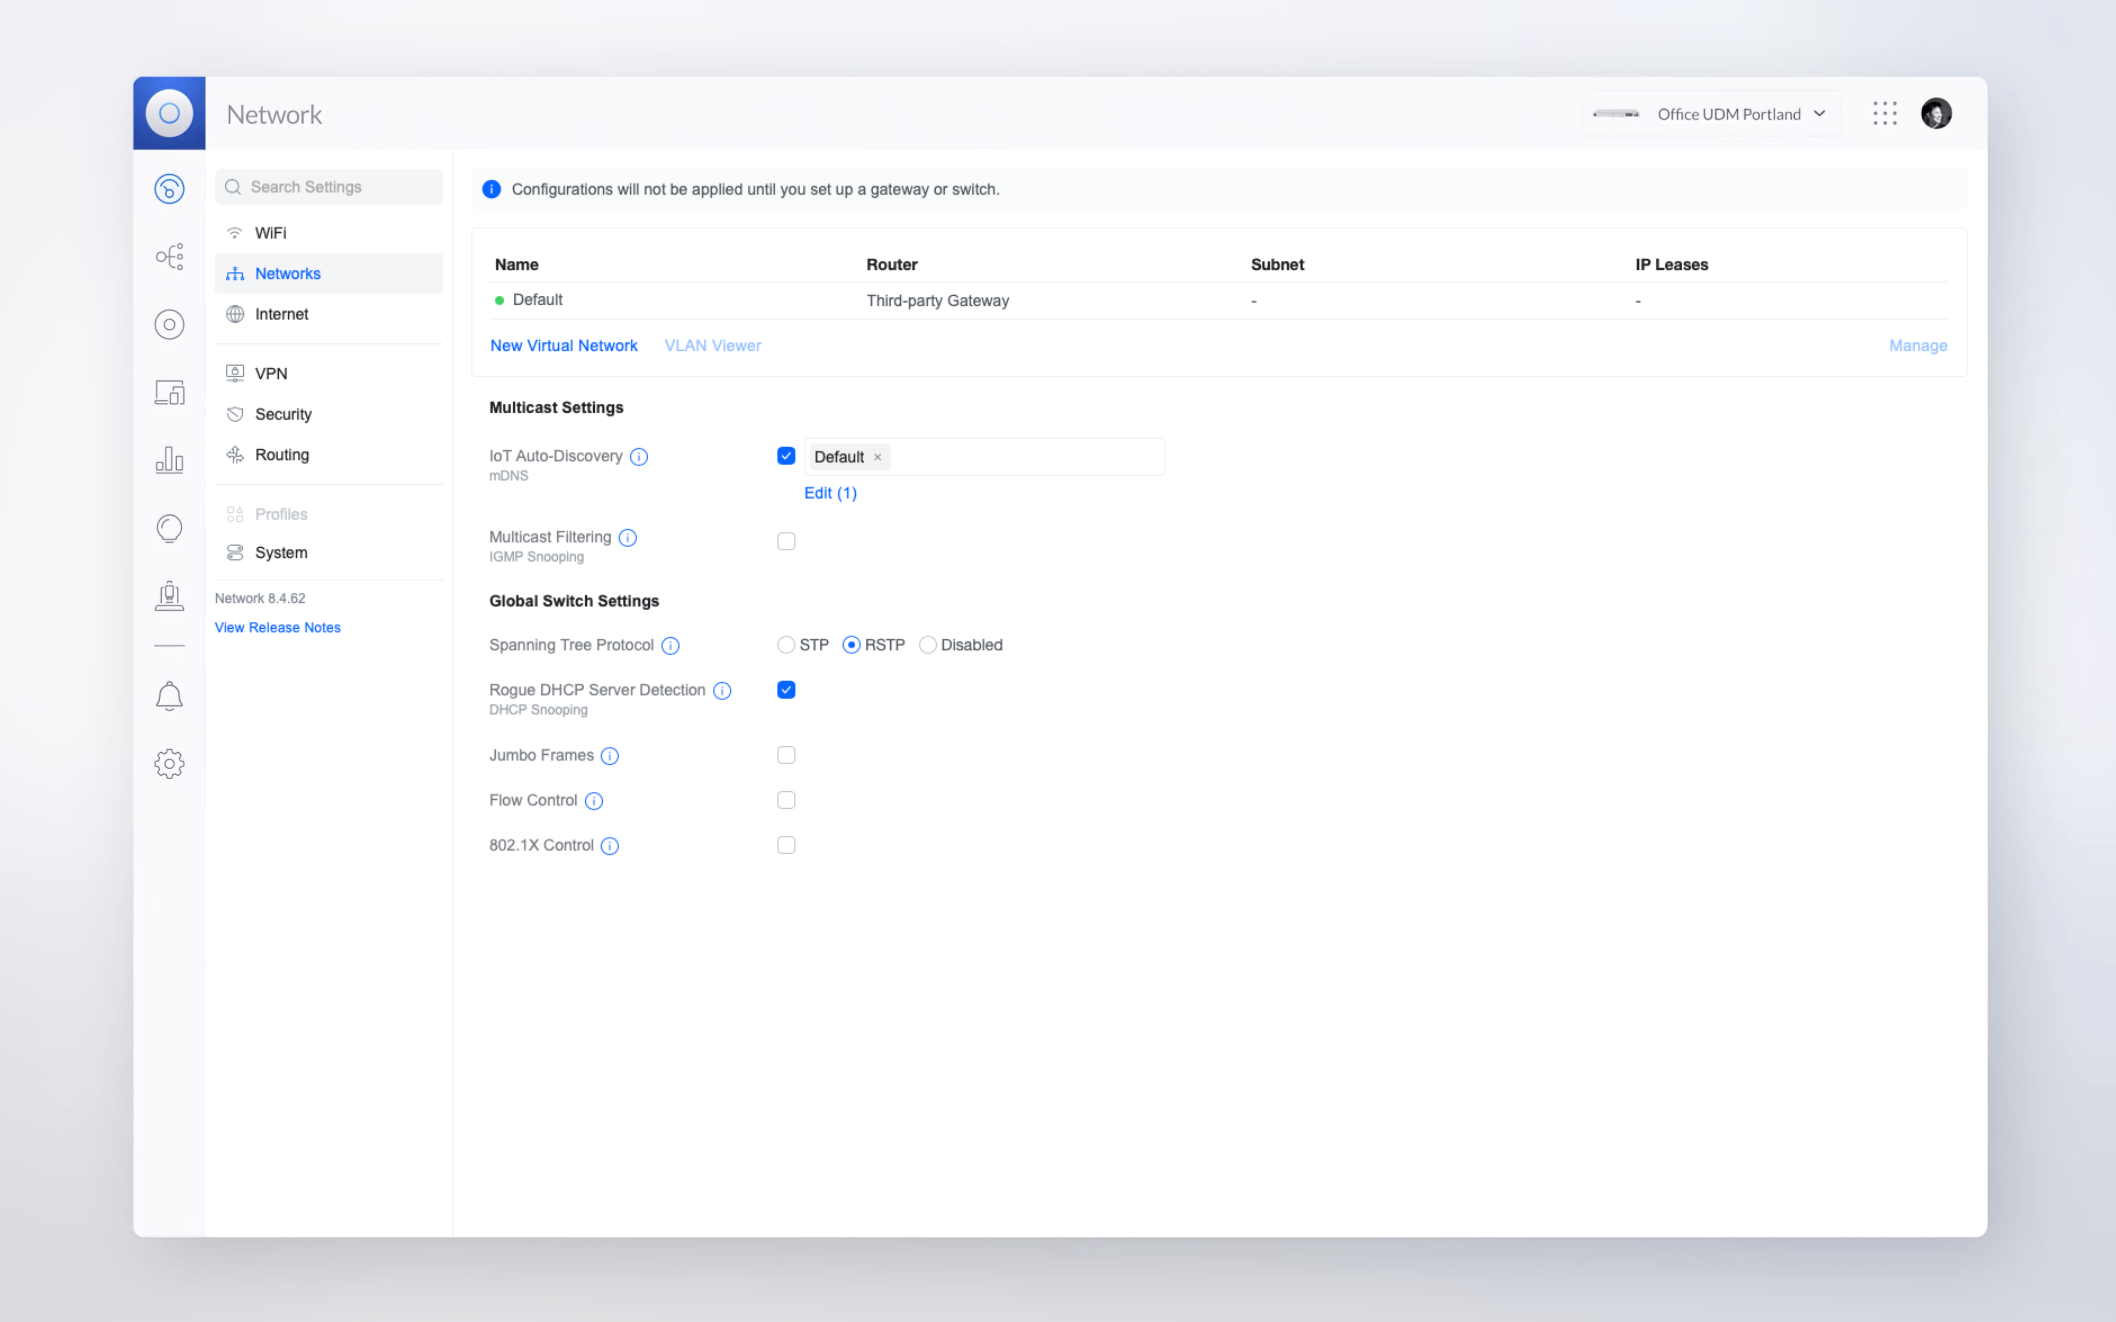 Network
Office UDM Portland
Search Settings
WiFi
Networks
Internet
VPN
Security
Routing
Profiles
System
Network 8.4.62
View Release Notes
Configurations will not be applied until you set up a gateway or switch.
Name Router Subnet IP Leases
Default Third-party Gateway - -
New Virtual Network VLAN Viewer Manage
Multicast Settings
IoT Auto-Discovery Default ×
mDNS
Edit (1)
Multicast Filtering
IGMP Snooping
Global Switch Settings
Spanning Tree Protocol STP RSTP Disabled
Rogue DHCP Server Detection
DHCP Snooping
Jumbo Frames
Flow Control
802.1X Control